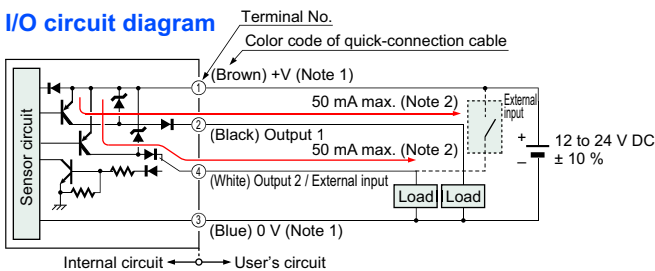 I/O circuit diagram
Terminal No.
Color code of quick-connection cable
(Brown) +V (Note 1)
1
50 mA max. (Note 2)
External
input
2
(Black) Output 1
50 mA max. (Note 2)
+
12 to 24 V DC
–
± 10 %
Sensor circuit
4
(White) Output 2 / External input
Load
Load
3
(Blue) 0 V (Note 1)
Internal circuit
User's circuit